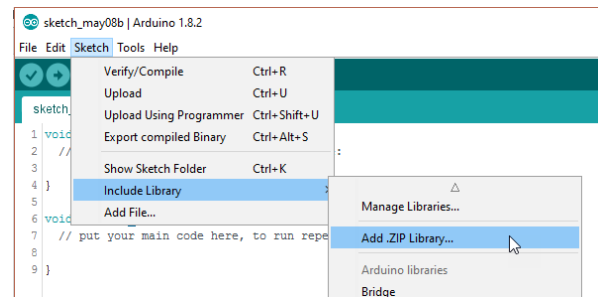 sketch_may08b | Arduino 1.8.2
File Edit Sketch Tools Help
Verify/Compile Ctrl+R
Upload Ctrl+U
Upload Using Programmer Ctrl+Shift+U
Export compiled Binary Ctrl+Alt+S
Show Sketch Folder Ctrl+K
Include Library
Add File...
Manage Libraries...
Add .ZIP Library...
Arduino libraries
Bridge
sketch_
1 voic
2 // :
3
4 }
5
6 voic
7 // put your main code here, to run repe
8
9 }